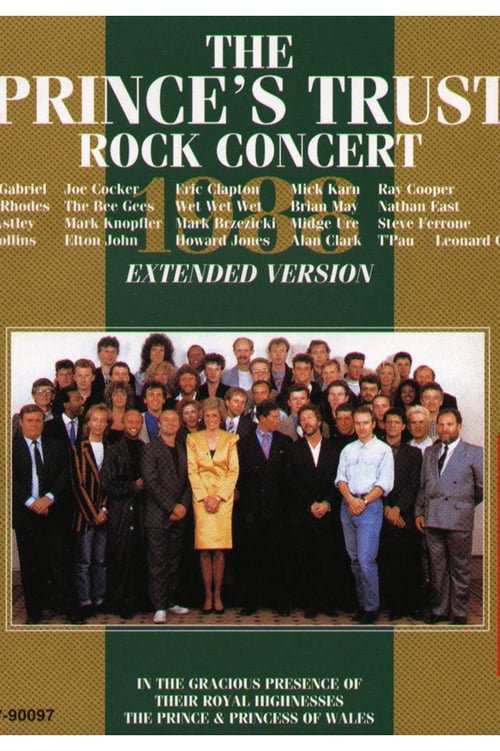 THE
PRINCE'S TRUST
ROCK CONCERT
1988
Gabriel Joe Cocker Eric Clapton Mick Karn Ray Cooper
Rhodes The Bee Gees Wet Wet Wet Brian May Nathan East
Astley Mark Knopfler Mark Brzezicki Midge Ure Steve Ferrone
ollins Elton John Howard Jones Alan Clark T'Pau Leonard C
EXTENDED VERSION
IN THE GRACIOUS PRESENCE OF
THEIR ROYAL HIGHNESSES
THE PRINCE & PRINCESS OF WALES
7-90097